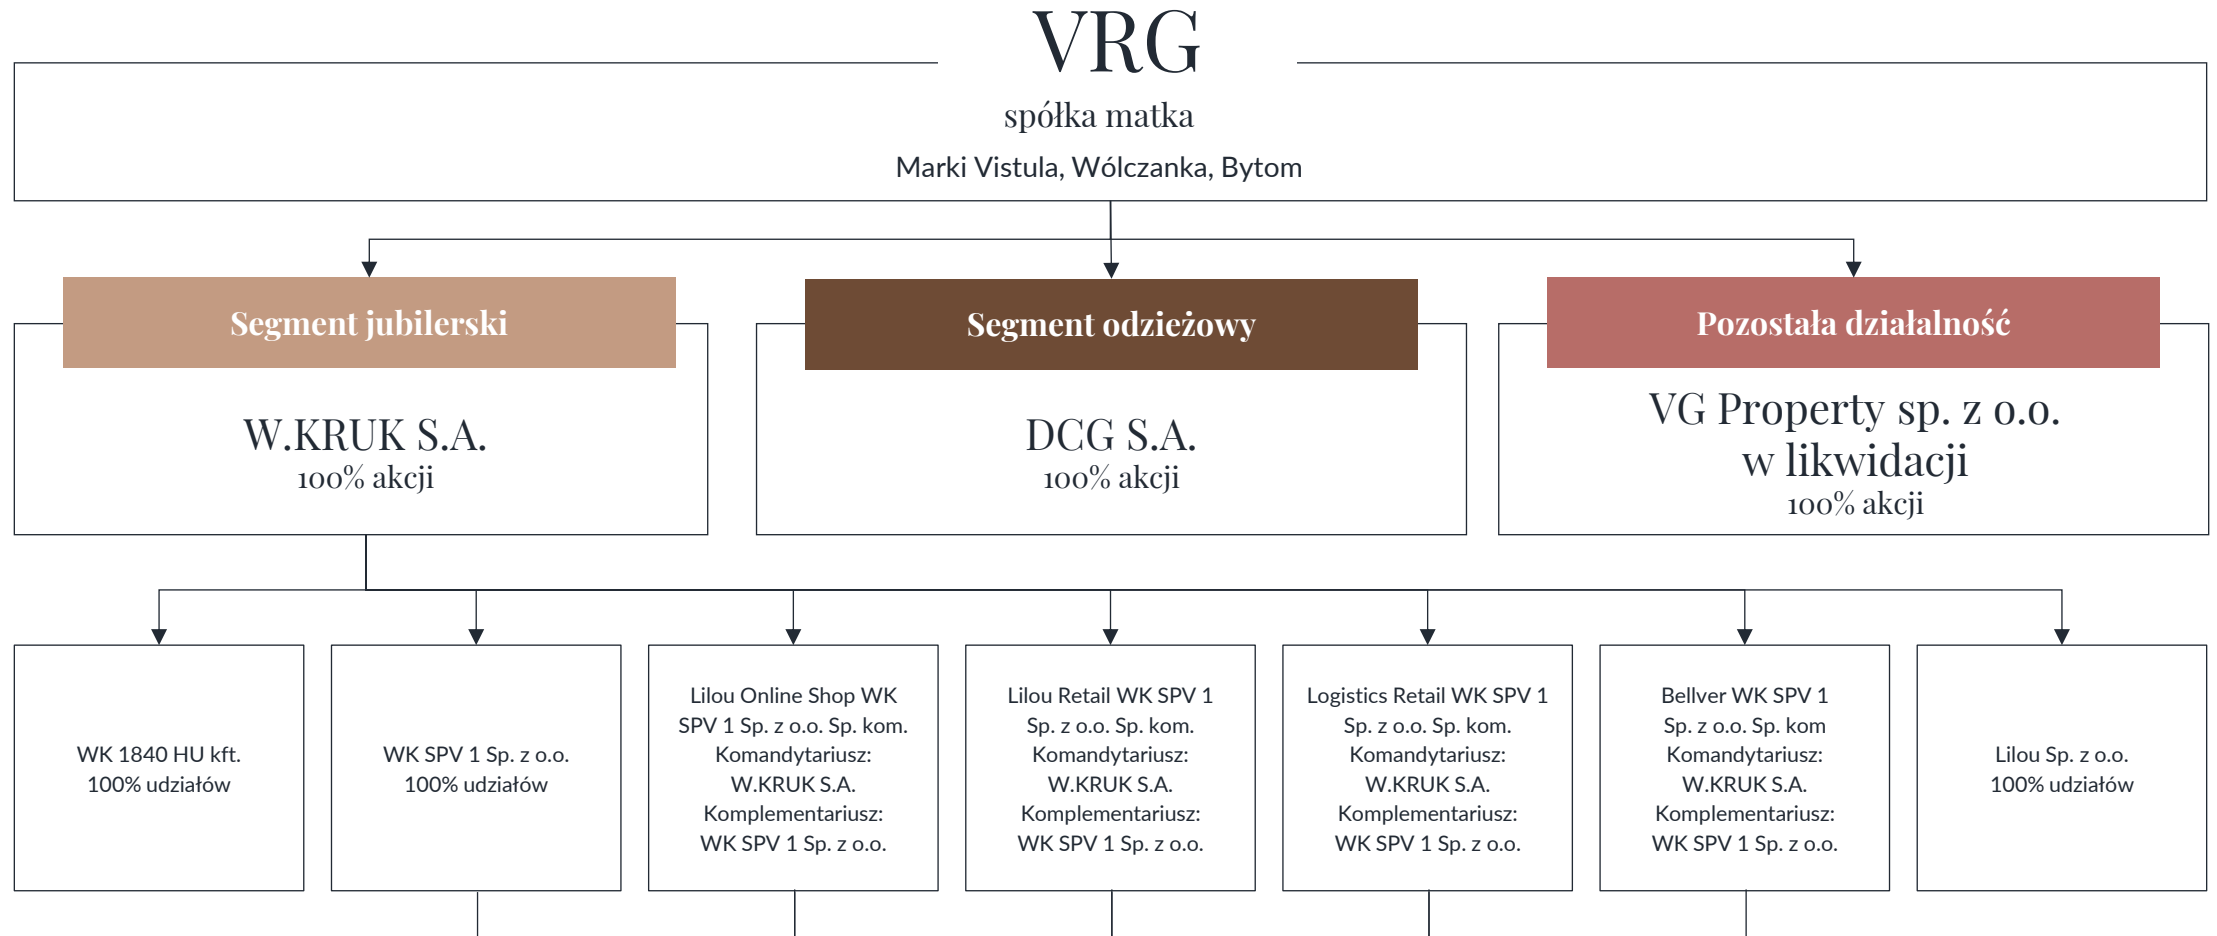 VRG
spółka matka
Marki Vistula, Wólczanka, Bytom
Segment jubilerski
W.KRUK S.A.
100% akcji
Segment odzieżowy
DCG S.A.
100% akcji
Pozostała działalność
VG Property sp. z o.o.
w likwidacji
100% akcji
WK 1840 HU kft.
100% udziałów
WK SPV 1 Sp. z o.o.
100% udziałów
Lilou Online Shop WK
SPV 1 Sp. z o.o. Sp. kom.
Komandytariusz:
W.KRUK S.A.
Komplementariusz:
WK SPV 1 Sp. z o.o.
Lilou Retail WK SPV 1
Sp. z o.o. Sp. kom.
Komandytariusz:
W.KRUK S.A.
Komplementariusz:
WK SPV 1 Sp. z o.o.
Logistics Retail WK SPV 1
Sp. z o.o. Sp. kom.
Komandytariusz:
W.KRUK S.A.
Komplementariusz:
WK SPV 1 Sp. z o.o.
Bellver WK SPV 1
Sp. z o.o. Sp. kom
Komandytariusz:
W.KRUK S.A.
Komplementariusz:
WK SPV 1 Sp. z o.o.
Lilou Sp. z o.o.
100% udziałów